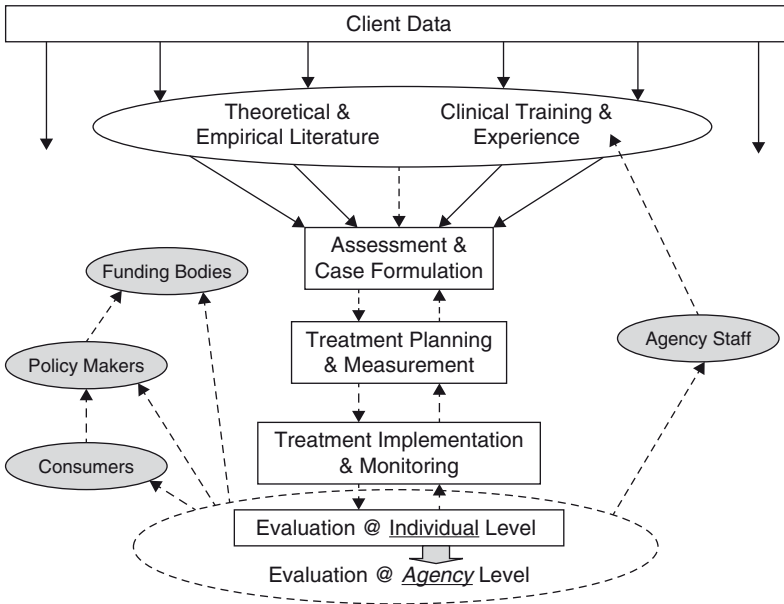 Client Data
Theoretical &
Empirical Literature
Clinical Training &
Experience
Assessment &
Case Formulation
Funding Bodies
Treatment Planning
& Measurement
Agency Staff
Policy Makers
Treatment Implementation
& Monitoring
Consumers
Evaluation @ Individual Level
Evaluation @ Agency Level